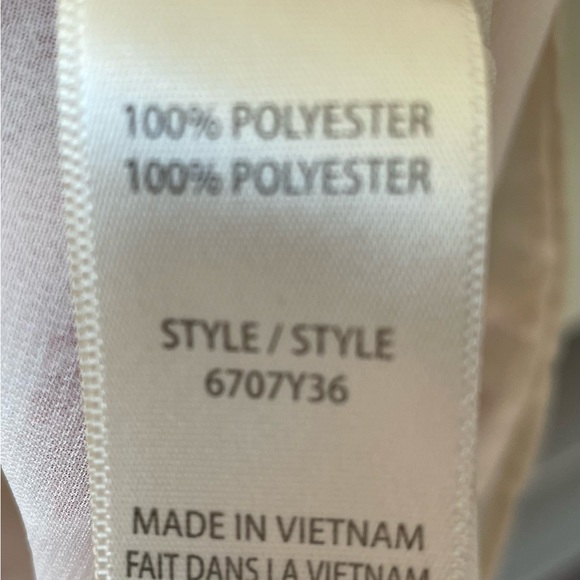 100% POLYESTER
100% POLYESTER
STYLE / STYLE
6707Y36
MADE IN VIETNAM
FAIT DANS LA VIETNAM